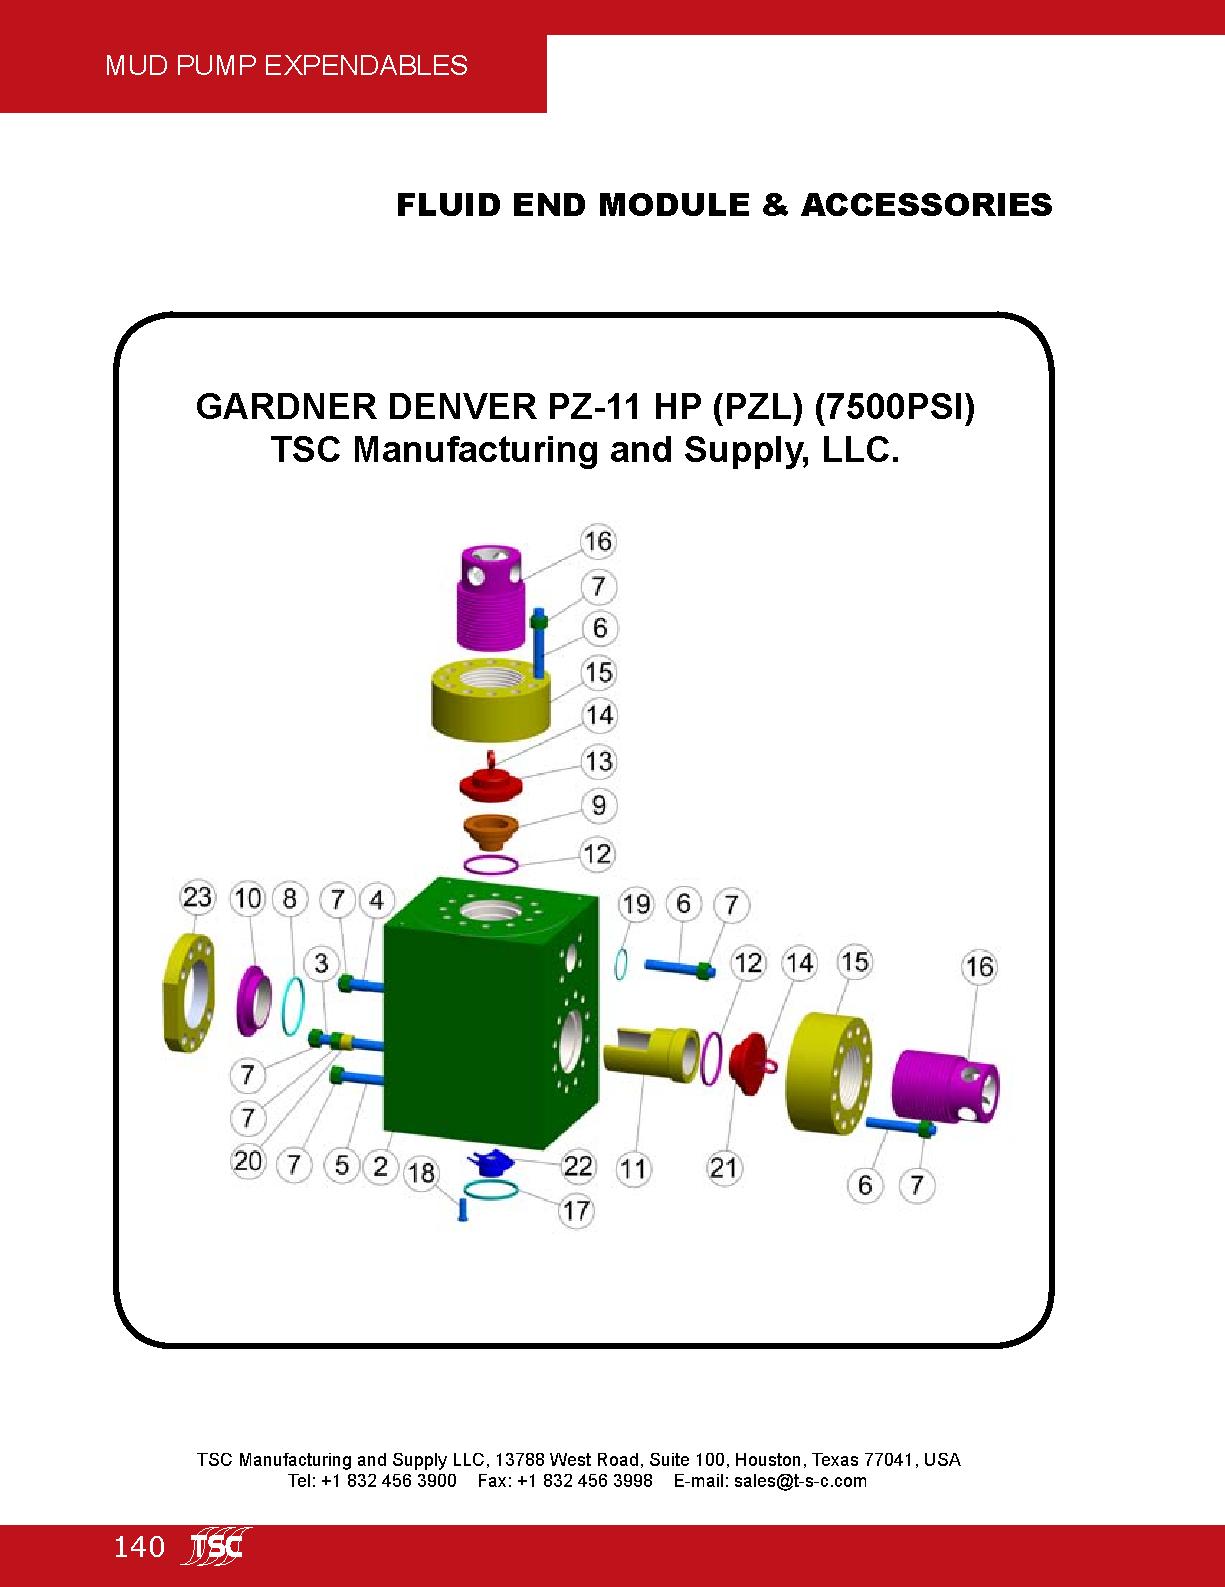 MUD PUMP EXPENDABLES
FLUID END MODULE & ACCESSORIES
GARDNER DENVER PZ-11 HP (PZL) (7500PSI)
TSC Manufacturing and Supply, LLC.
16
7
6
15
14
13
9
12
23 10 8 7 4
19 6 7
3
12 14 15 16
7
7
20 7 5 2 18
22 11 21
6 7
17
TSC Manufacturing and Supply LLC, 13788 West Road, Suite 100, Houston, Texas 77041, USA
Tel: +1 832 456 3900 Fax: +1 832 456 3998 E-mail: sales@t-s-c.com
140 TSC